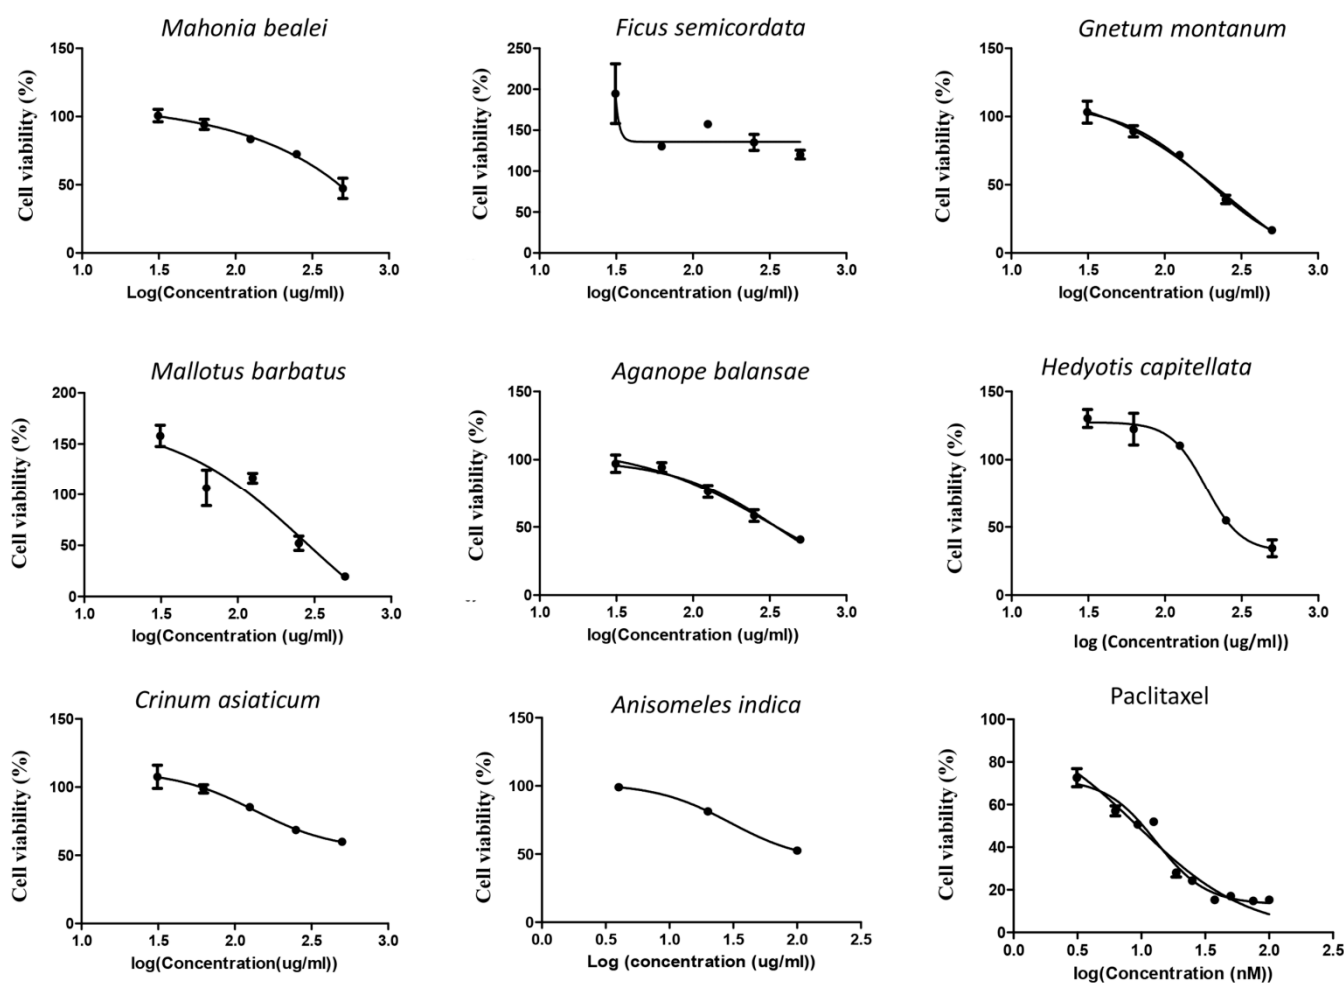 Mahonia bealei
Cell viability (%)
150
100
50
0
1.0 1.5 2.0 2.5 3.0
Log(Concentration (ug/ml))
Ficus semicordata
Cell viability (%)
250
200
150
100
50
0
1.0 1.5 2.0 2.5 3.0
log(Concentration (ug/ml))
Gnetum montanum
Cell viability (%)
150
100
50
0
1.0 1.5 2.0 2.5 3.0
log(Concentration (ug/ml))
Mallotus barbatus
Cell viability (%)
200
150
100
50
0
1.0 1.5 2.0 2.5 3.0
log(Concentration (ug/ml))
Aganope balansae
Cell viability (%)
150
100
50
0
1.0 1.5 2.0 2.5 3.0
log(Concentration (ug/ml))
Hedyotis capitellata
Cell viability (%)
150
100
50
0
1.0 1.5 2.0 2.5 3.0
log (Concentration (ug/ml))
Crinum asiaticum
Cell viability (%)
150
100
50
0
1.0 1.5 2.0 2.5 3.0
log(Concentration(ug/ml))
Anisomeles indica
Cell viability (%)
150
100
50
0
0.0 0.5 1.0 1.5 2.0 2.5
Log (concentration (ug/ml))
Paclitaxel
Cell viability (%)
100
80
60
40
20
0
0.0 0.5 1.0 1.5 2.0 2.5
log(Concentration (nM))